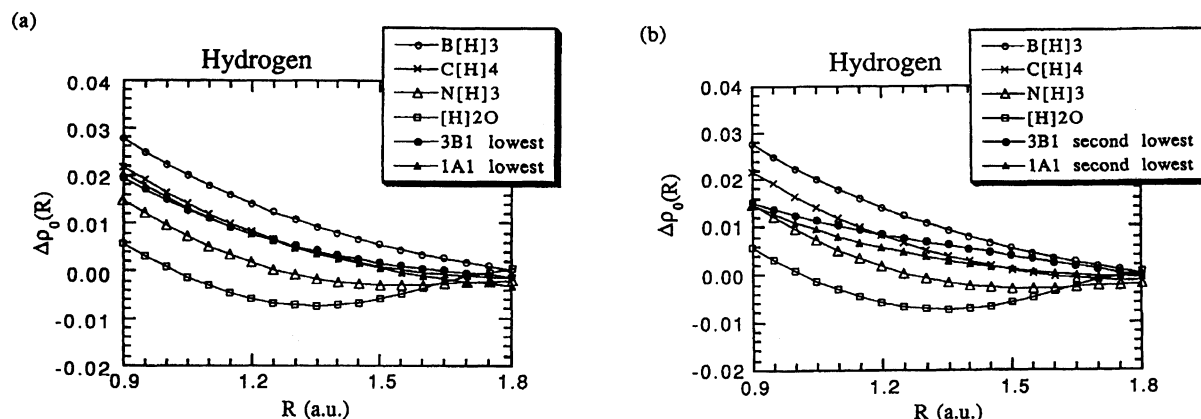 (a)
Hydrogen
B[H]3
C[H]4
N[H]3
[H]2O
3B1 lowest
1A1 lowest
0.04
0.03
0.02
0.01
0.00
-0.01
-0.02
Δρ0(R)
0.9
1.2
1.5
1.8
R (a.u.)
(b)
Hydrogen
B[H]3
C[H]4
N[H]3
[H]2O
3B1 second lowest
1A1 second lowest
0.04
0.03
0.02
0.01
0.00
-0.01
-0.02
Δρ0(R)
0.9
1.2
1.5
1.8
R (a.u.)